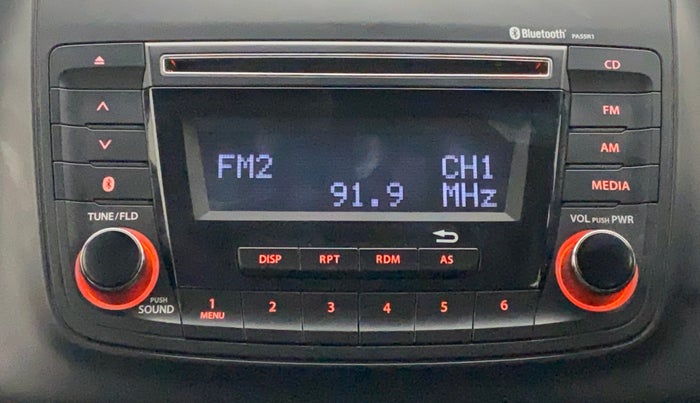 Bluetooth PASSR1
CD
FM
AM
MEDIA
FM2 CH1
91.9 MHz
TUNE/FLD
VOL PUSH PWR
DISP RPT RDM AS
PUSH
SOUND
1 2 3 4 5 6
MENU